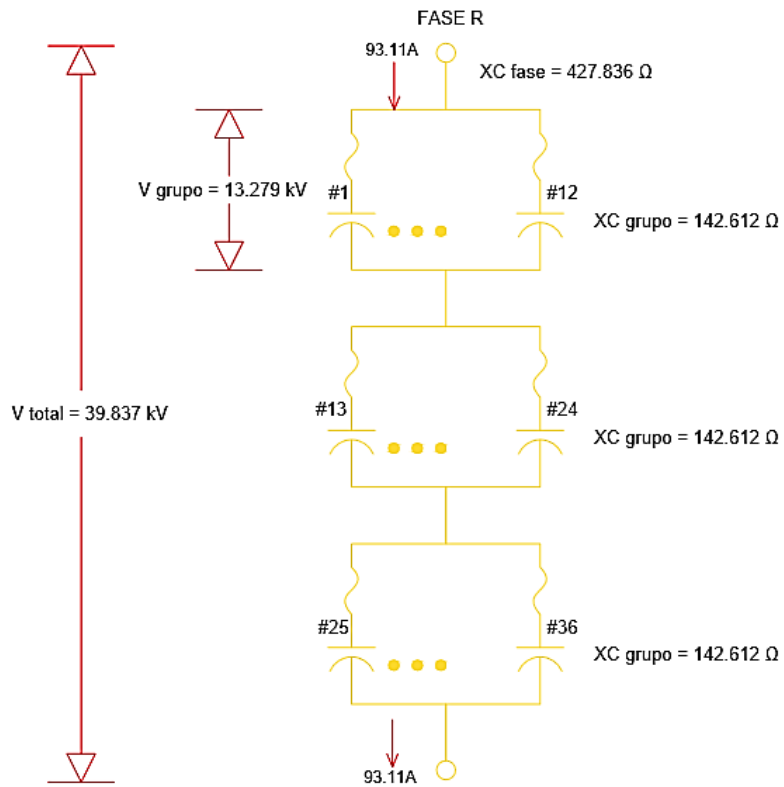 FASE R
93.11A
XC fase = 427.836 Ω
V grupo = 13.279 kV
#1
#12
XC grupo = 142.612 Ω
V total = 39.837 kV
#13
#24
XC grupo = 142.612 Ω
#25
#36
XC grupo = 142.612 Ω
93.11A